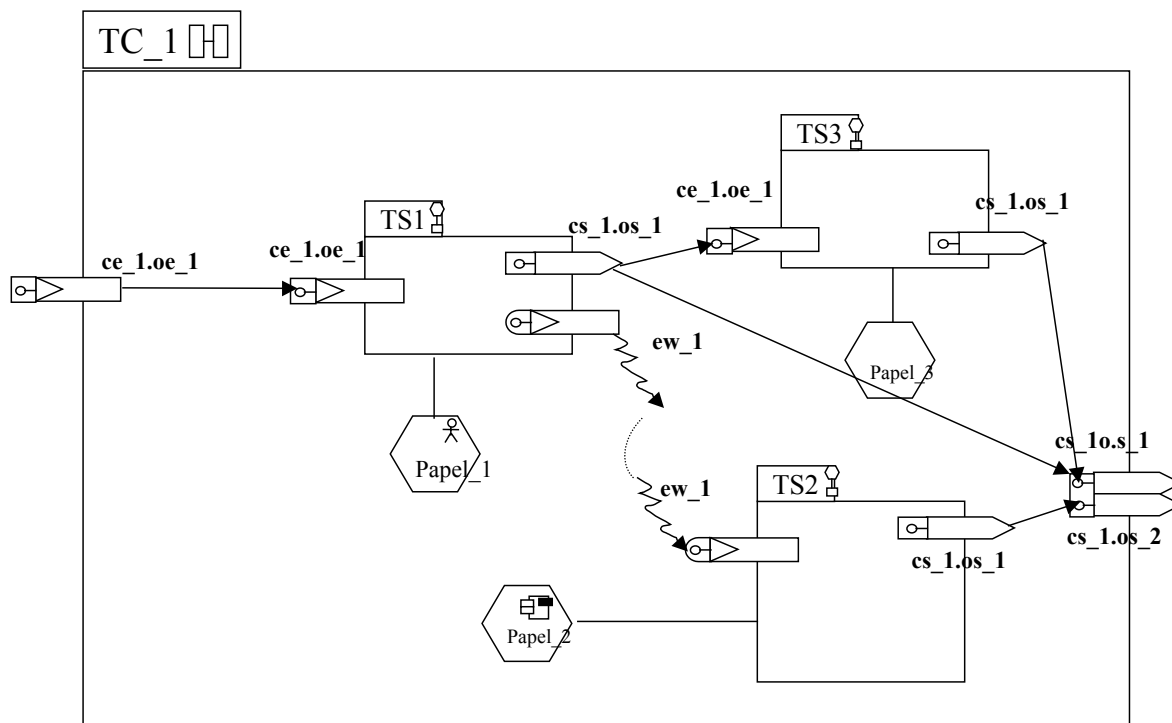 TC_1
TS3
ce_1.oe_1
cs_1.os_1
TS1
cs_1.os_1
ce_1.oe_1
ce_1.oe_1
ew_1
Papel_3
Papel_1
cs_1o.s_1
ew_1
TS2
cs_1.os_1
cs_1.os_2
Papel_2